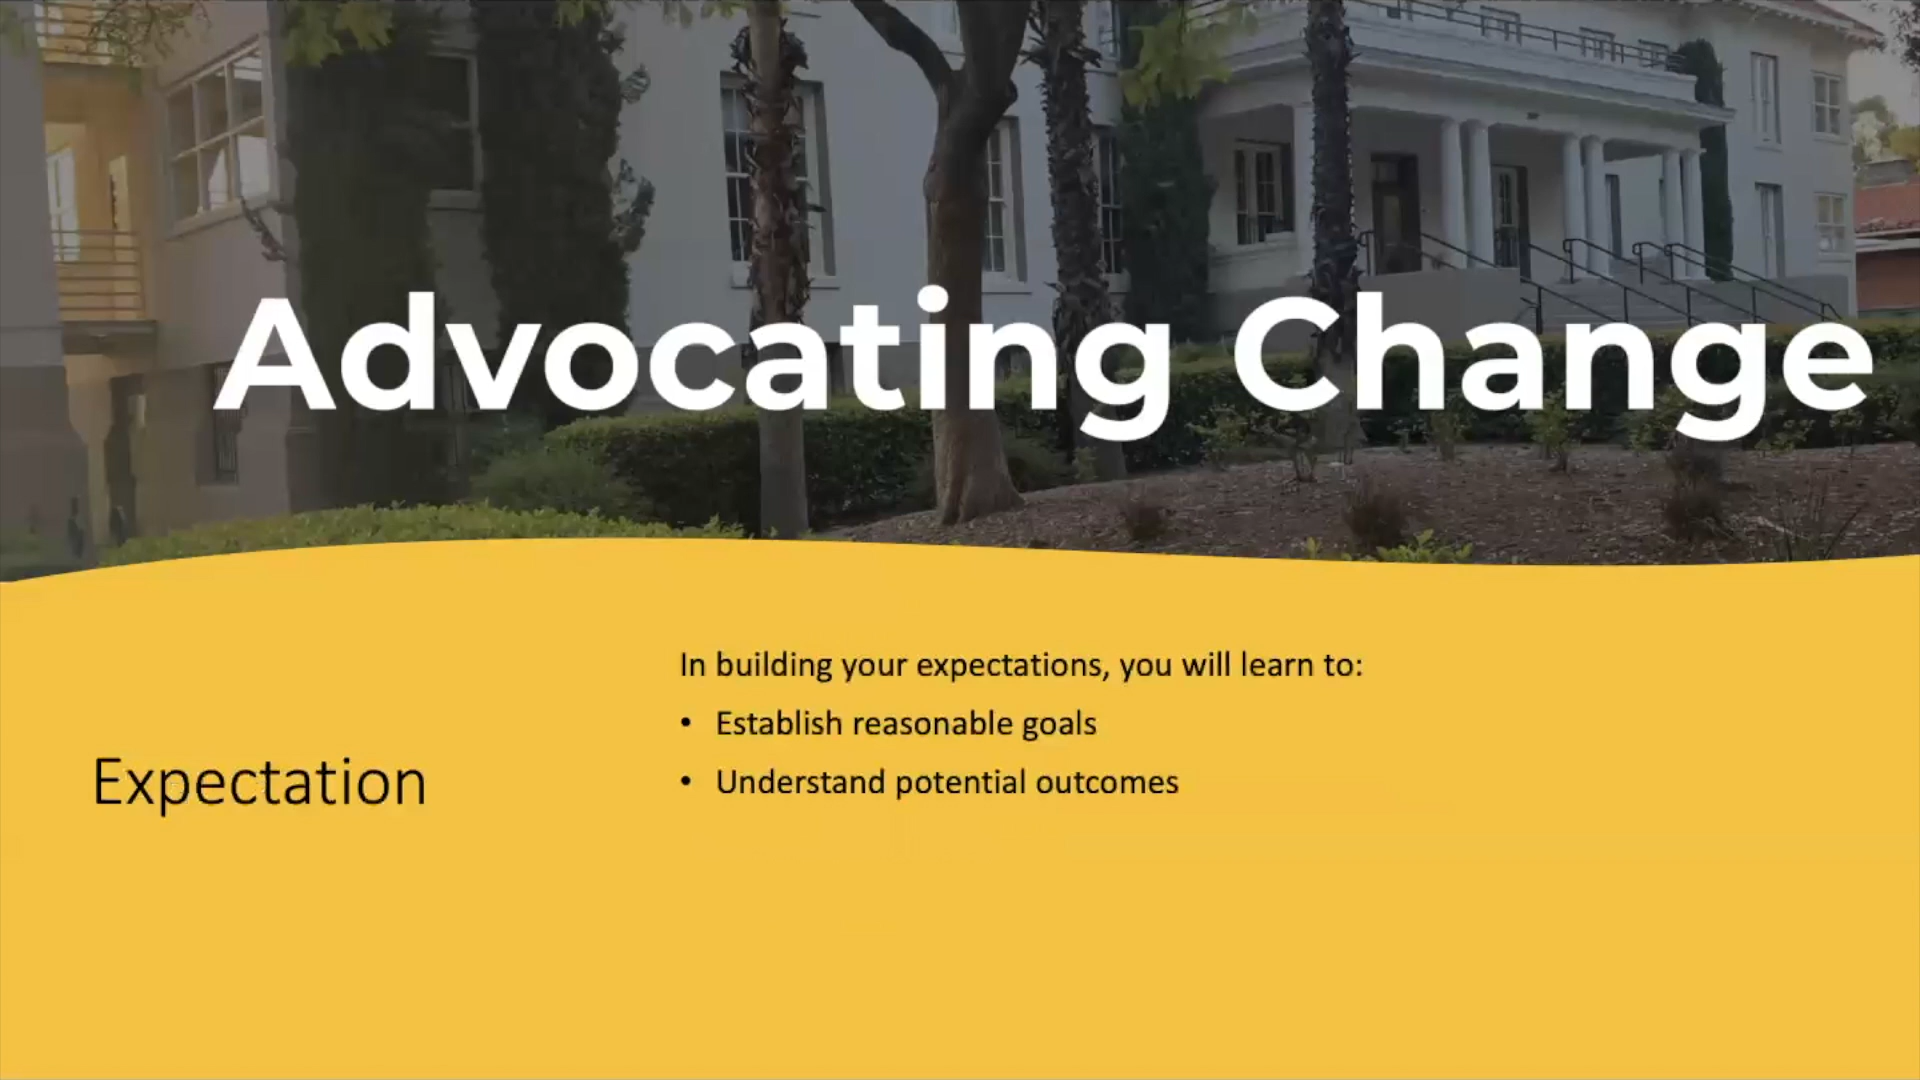 Advocating Change
Expectation
In building your expectations, you will learn to:
• Establish reasonable goals
• Understand potential outcomes